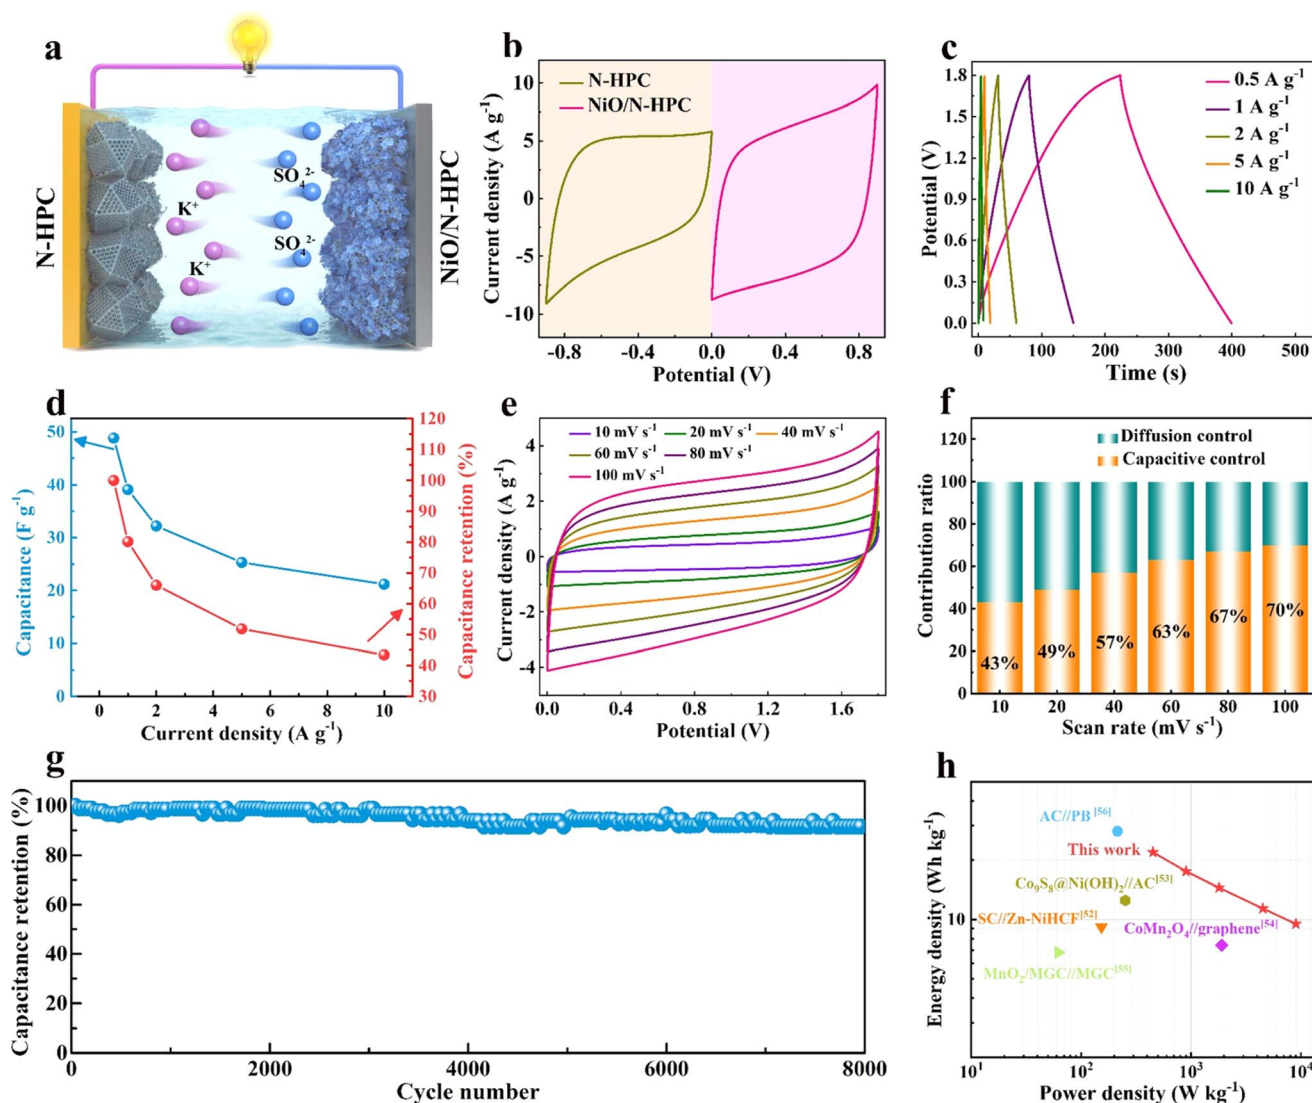 a
N-HPC
K⁺
K⁺
SO₄²⁻
SO₄²⁻
NiO/N-HPC
b
N-HPC
NiO/N-HPC
Current density (A g⁻¹)
10
5
0
-5
-10
-0.8
-0.4
0.0
0.4
0.8
Potential (V)
c
0.5 A g⁻¹
1 A g⁻¹
2 A g⁻¹
5 A g⁻¹
10 A g⁻¹
Potential (V)
1.8
1.5
1.2
0.9
0.6
0.3
0.0
0
100
200
300
400
500
Time (s)
d
Capacitance (F g⁻¹)
50
40
30
20
10
0
0
2
4
6
8
10
Current density (A g⁻¹)
120
110
100
90
80
70
60
50
40
30
Capacitance retention (%)
e
10 mV s⁻¹
20 mV s⁻¹
40 mV s⁻¹
60 mV s⁻¹
80 mV s⁻¹
100 mV s⁻¹
Current density (A g⁻¹)
4
2
0
-2
-4
0.0
0.4
0.8
1.2
1.6
Potential (V)
f
Diffusion control
Capacitive control
Contribution ratio
120
100
80
60
40
20
0
43%
49%
57%
63%
67%
70%
10
20
40
60
80
100
Scan rate (mV s⁻¹)
g
Capacitance retention (%)
100
80
60
40
20
0
0
2000
4000
6000
8000
Cycle number
h
Energy density (Wh kg⁻¹)
10
AC//PB [56]
This work
Co₉S₈@Ni(OH)₂//AC[53]
SC//Zn-NiHCF[52]
CoMn₂O₄//graphene[54]
MnO₂/MGC//MGC[55]
10¹
10²
10³
10⁴
Power density (W kg⁻¹)